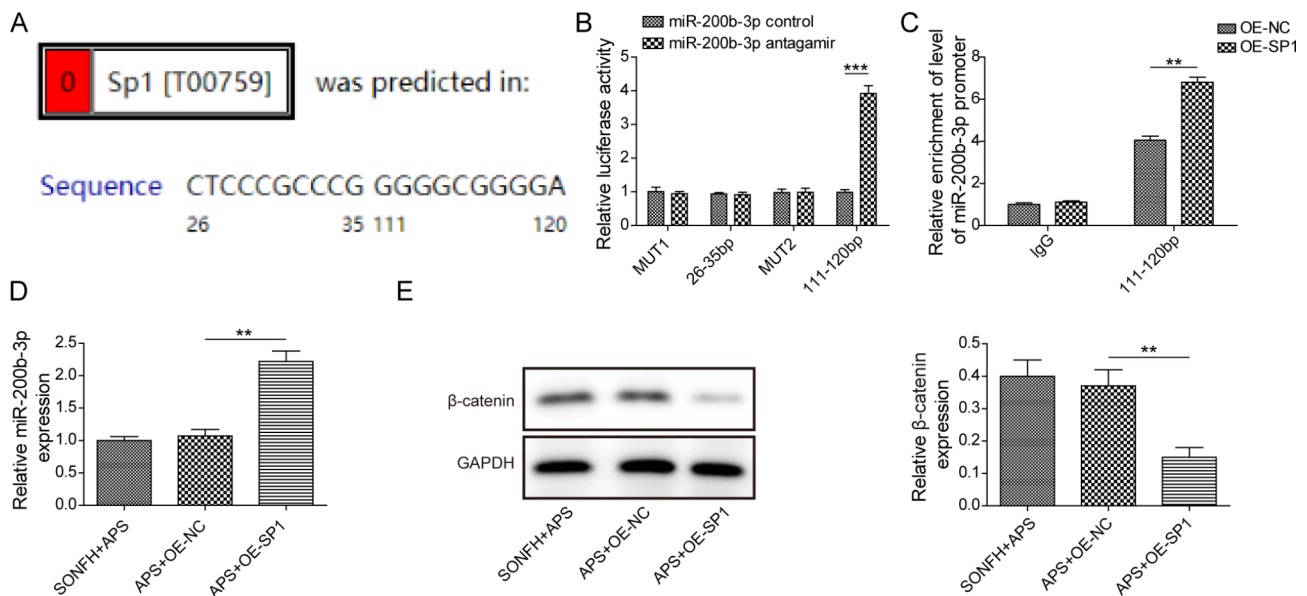 A
0 Sp1 [T00759] was predicted in:
Sequence CTCCCGCCCG GGGGCGGGGA
26 35 111 120
B
miR-200b-3p control
miR-200b-3p antagamir
Relative luciferase activity
5
4
3
2
1
0
***
MUT1
26-35bp
MUT2
111-120bp
C
OE-NC
OE-SP1
Relative enrichment of level
of miR-200b-3p promoter
8
6
4
2
0
**
IgG
111-120bp
D
Relative miR-200b-3p
expression
2.5
2.0
1.5
1.0
0.5
0.0
**
SONFH+APS
APS+OE-NC
APS+OE-SP1
E
β-catenin
GAPDH
SONFH+APS
APS+OE-NC
APS+OE-SP1
Relative β-catenin
expression
0.5
0.4
0.3
0.2
0.1
0.0
**
SONFH+APS
APS+OE-NC
APS+OE-SP1